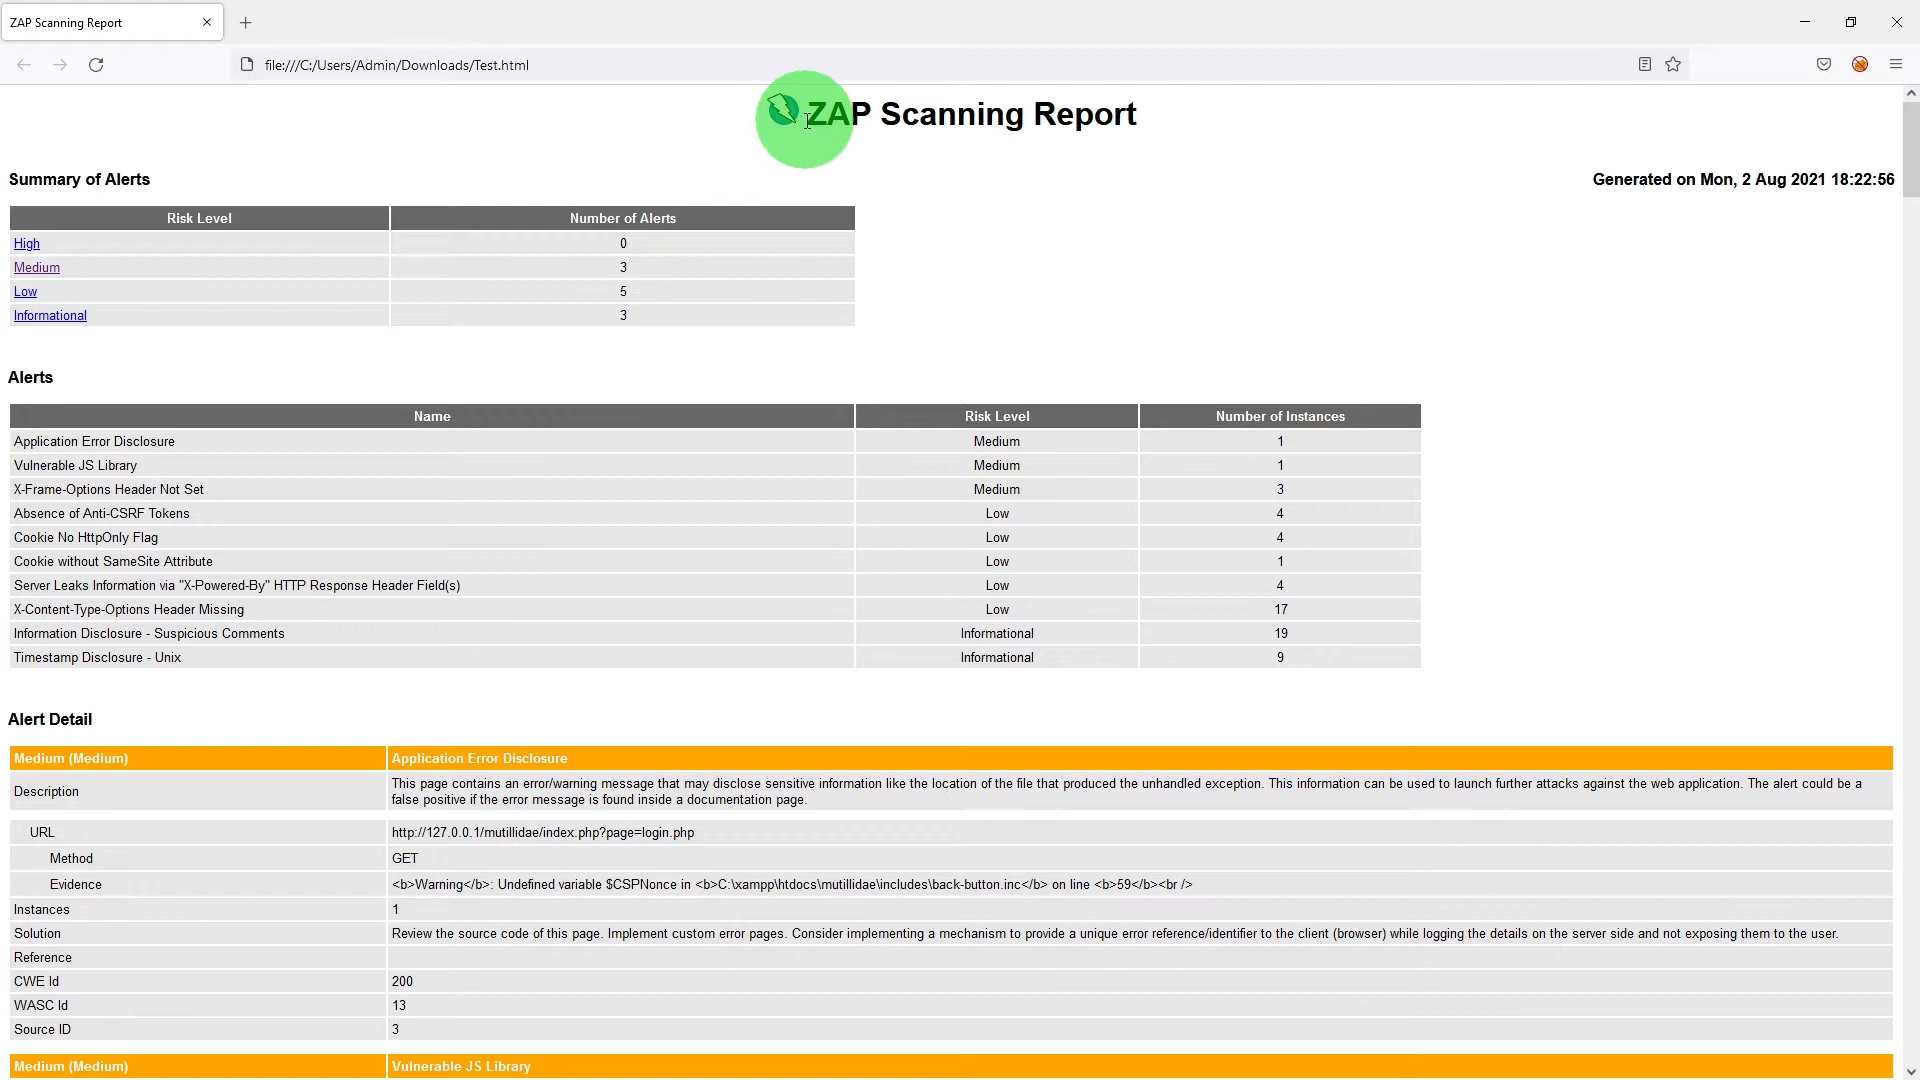 ZAP Scanning Report
file:///C:/Users/Admin/Downloads/Test.html
ZAP Scanning Report
Summary of Alerts
Generated on Mon, 2 Aug 2021 18:22:56
Risk Level Number of Alerts
High 0
Medium 3
Low 5
Informational 3
Alerts
Name Risk Level Number of Instances
Application Error Disclosure Medium 1
Vulnerable JS Library Medium 1
X-Frame-Options Header Not Set Medium 3
Absence of Anti-CSRF Tokens Low 4
Cookie No HttpOnly Flag Low 4
Cookie without SameSite Attribute Low 1
Server Leaks Information via "X-Powered-By" HTTP Response Header Field(s) Low 4
X-Content-Type-Options Header Missing Low 17
Information Disclosure - Suspicious Comments Informational 19
Timestamp Disclosure - Unix Informational 9
Alert Detail
Medium (Medium) Application Error Disclosure
Description This page contains an error/warning message that may disclose sensitive information like the location of the file that produced the unhandled exception. This information can be used to launch further attacks against the web application. The alert could be a
false positive if the error message is found inside a documentation page.
URL http://127.0.0.1/mutillidae/index.php?page=login.php
Method GET
Evidence <b>Warning</b>: Undefined variable $CSPNonce in <b>C:\xampp\htdocs\mutillidae\includes\back-button.inc</b> on line <b>59</b><br />
Instances 1
Solution Review the source code of this page. Implement custom error pages. Consider implementing a mechanism to provide a unique error reference/identifier to the client (browser) while logging the details on the server side and not exposing them to the user.
Reference
CWE Id 200
WASC Id 13
Source ID 3
Medium (Medium) Vulnerable JS Library